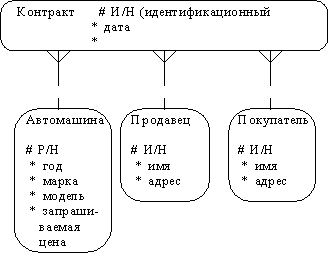 Контракт # И/Н (идентификационный
* дата
*
Автомашина
# Р/Н
* год
* марка
* модель
* запраши-
ваемая
цена
Продавец
# И/Н
* имя
* адрес
Покупатель
# И/Н
* имя
* адрес